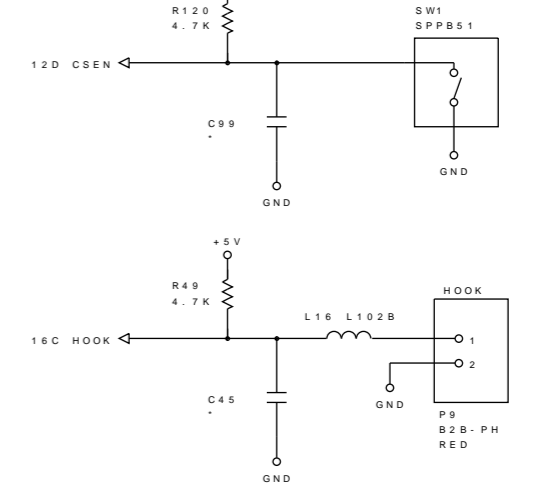 R120
4.7K
SW1
SPPB51
12D CSEN
C99
*
GND
GND
+5V
R49
4.7K
HOOK
L16 L102B
16C HOOK
1
2
C45
*
GND
P9
B2B-PH
RED
GND